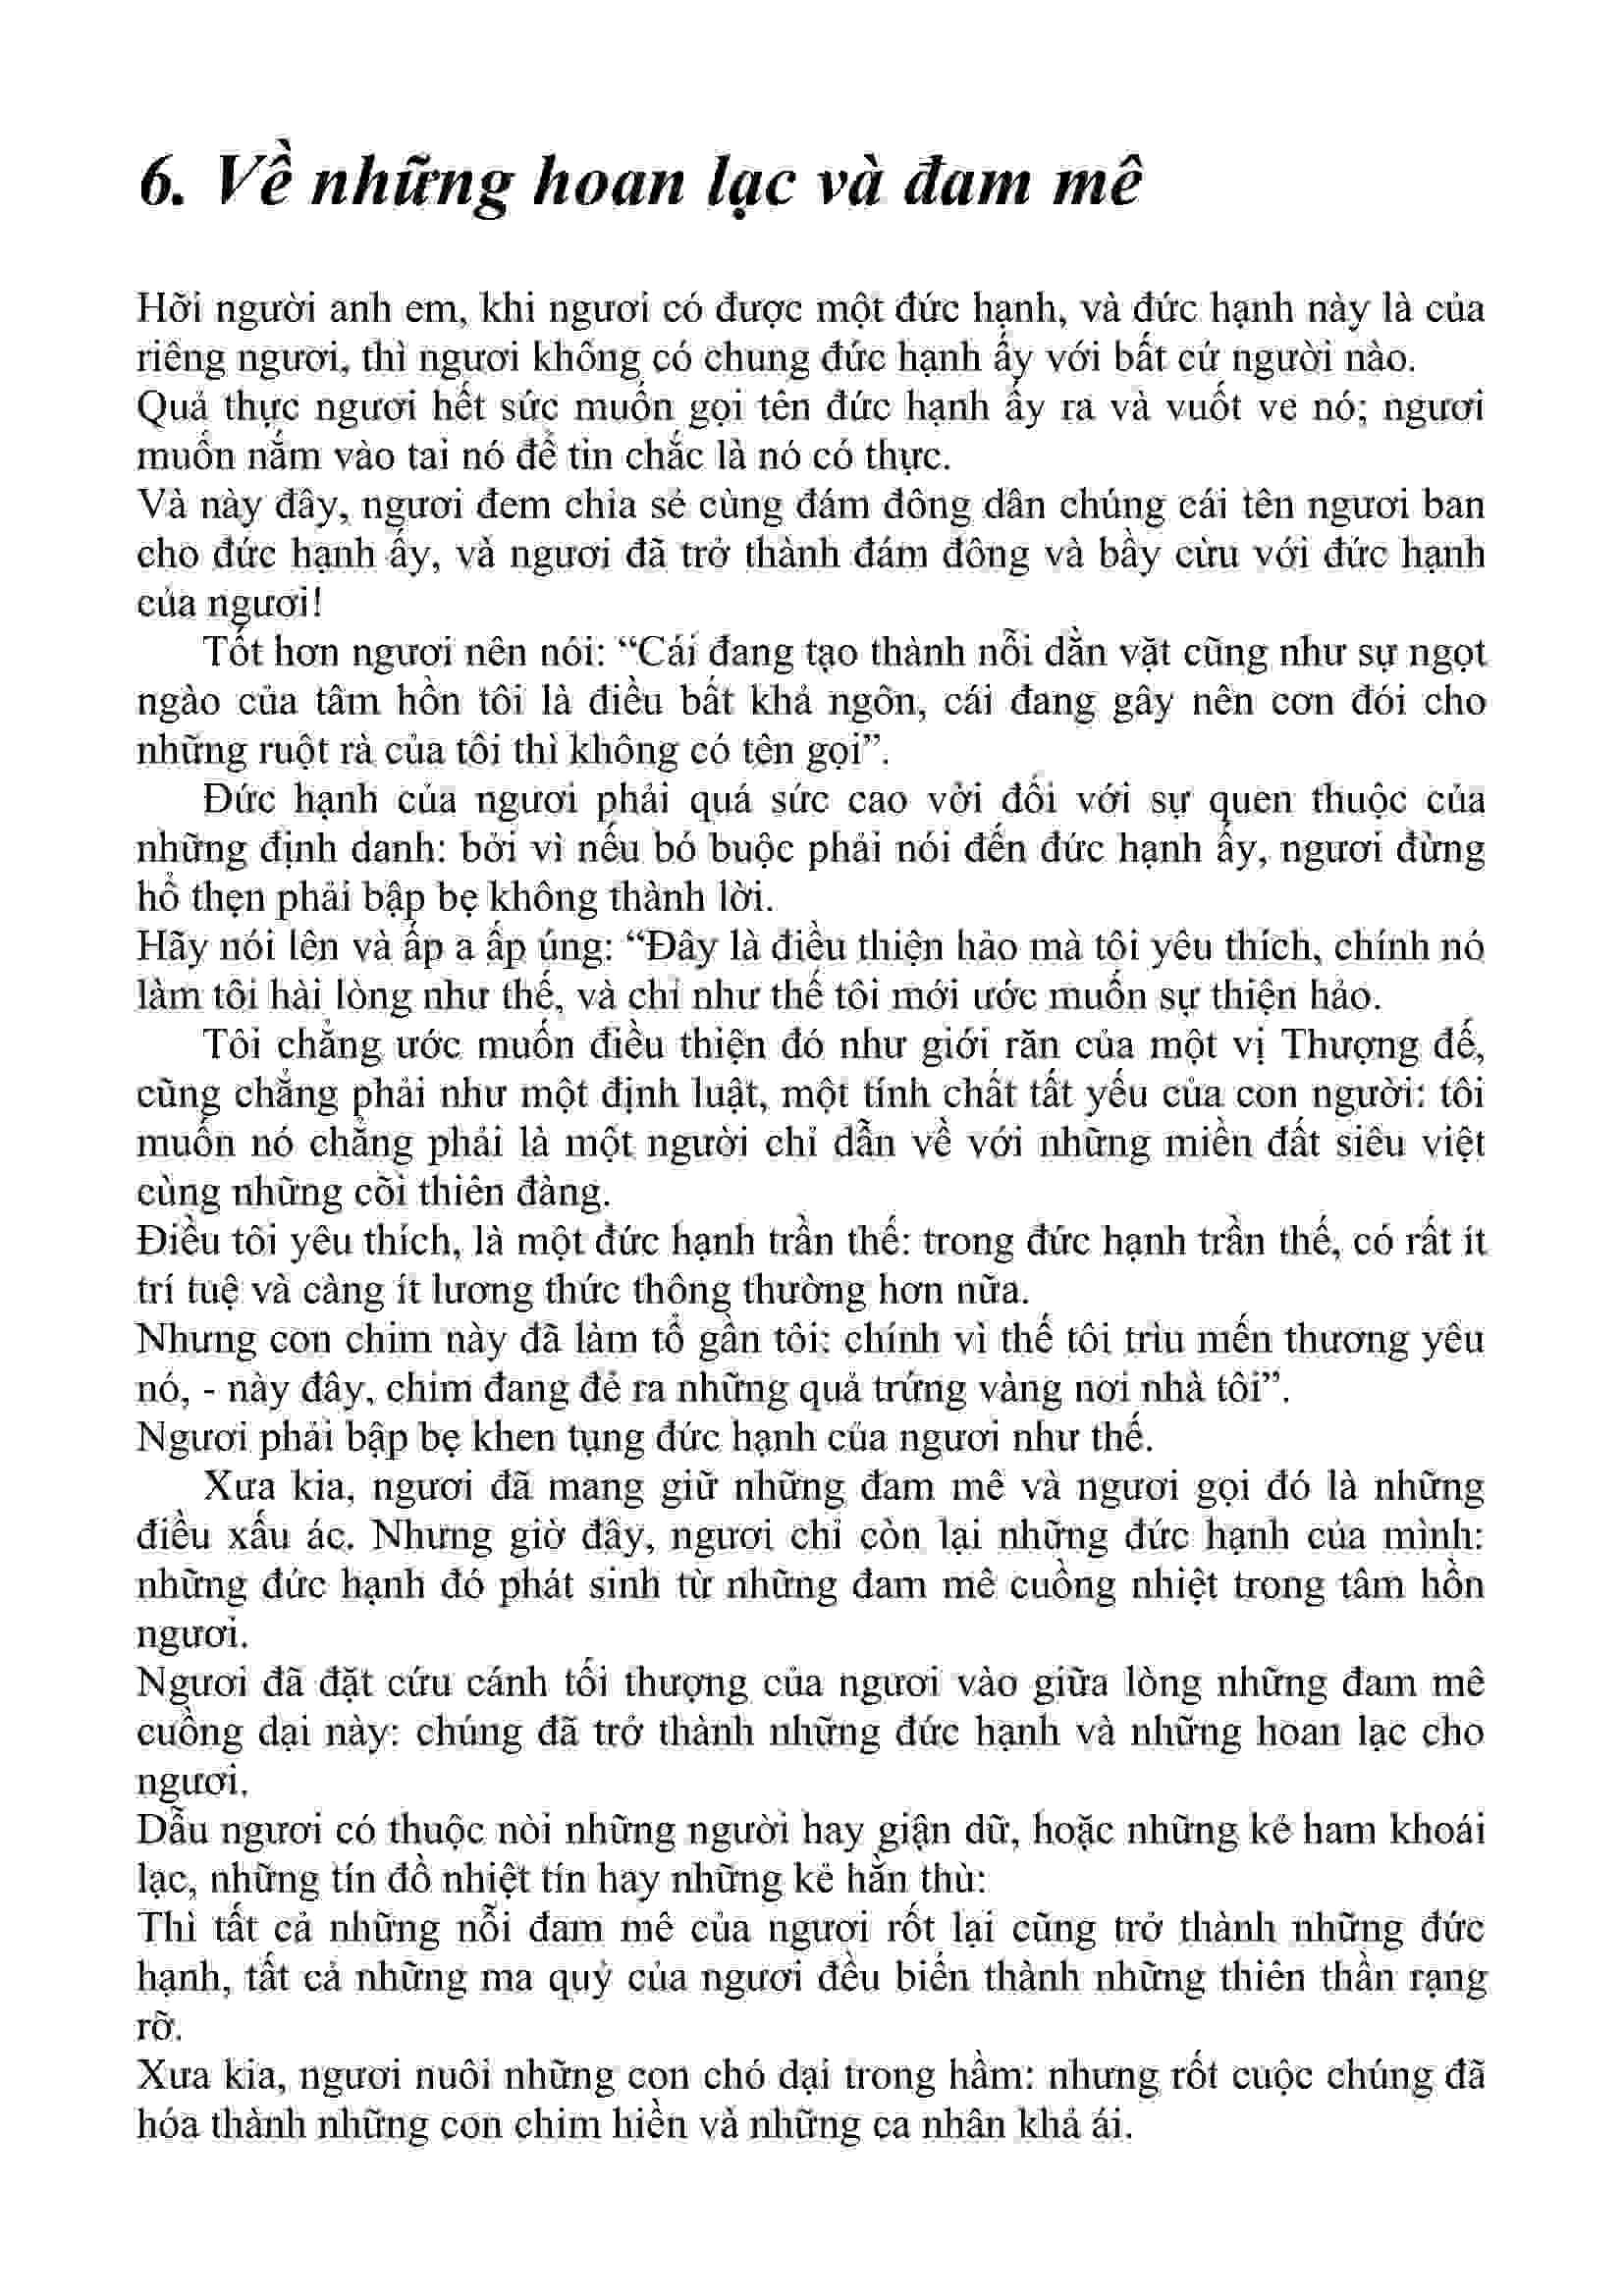 6. Về những hoan lạc và đam mê
Hỡi người anh em, khi ngươi có được một đức hạnh, và đức hạnh này là của
riêng ngươi, thì ngươi không có chung đức hạnh ấy với bất cứ người nào.
Quả thực ngươi hết sức muốn gọi tên đức hạnh ấy ra và vuốt ve nó; ngươi
muốn nắm vào tai nó để tin chắc là nó có thực.
Và này đây, ngươi đem chia sẻ cùng đám đông dân chúng cái tên ngươi ban
cho đức hạnh ấy, và ngươi đã trở thành đám đông và bầy cừu với đức hạnh
của ngươi!
Tốt hơn ngươi nên nôi: “Cái đang tạo thành nỗi dằn vặt cũng như sự ngọt
ngào của tâm hồn tôi là điều bất khả ngôn, cái đang gây nên cơn đói cho
những ruột rà của tôi thì không có tên gọi”.
Đức hạnh của ngươi phải quá sức cao vời đối với sự quen thuộc của
những định danh: bởi vì nếu bó buộc phải nói đến đức hạnh ấy, ngươi đừng
hổ thẹn phải bập bẹ không thành lời.
Hãy nói lên và ấp a ấp úng: “Đây là điều thiện hảo mà tôi yêu thích, chính nó
làm tôi hài lòng như thế, và chỉ như thế tôi mới ước muốn sự thiện hảo.
Tôi chẳng ước muốn điều thiện đó như giới răn của một vị Thượng đế,
cũng chẳng phải như một định luật, một tính chất tất yếu của con người: tôi
muốn nó chẳng phải là một người chỉ dẫn về với những miền đất siêu việt
cùng những cõi thiên đàng.
Điều tôi yêu thích, là một đức hạnh trần thế: trong đức hạnh trần thế, có rất ít
trí tuệ và càng ít lương thức thông thường hơn nữa.
Nhưng con chim này đã làm tổ gần tôi: chính vì thế tôi trìu mến thương yêu
nó, - này đây, chim đang đẻ ra những quả trứng vàng nơi nhà tôi”.
Ngươi phải bập bẹ khen tụng đức hạnh của ngươi như thế.
Xưa kia, ngươi đã mang giữ những đam mê và ngươi gọi đó là những
điều xấu ác. Nhưng giờ đây, ngươi chỉ còn lại những đức hạnh của mình:
những đức hạnh đó phát sinh từ những đam mê cuồng nhiệt trong tâm hồn
ngươi.
Ngươi đã đặt cứu cánh tối thượng của ngươi vào giữa lòng những đam mê
cuồng dại này: chúng đã trở thành những đức hạnh và những hoan lạc cho
ngươi.
Dẫu ngươi có thuộc nòi những người hay giận dữ, hoặc những kẻ ham khoái
lạc, những tín đồ nhiệt tín hay những kẻ hằn thù:
Thì tất cả những nỗi đam mê của ngươi rốt lại cũng trở thành những đức
hạnh, tất cả những ma quỷ của ngươi đều biến thành những thiên thần rạng
rỡ.
Xưa kia, ngươi nuôi những con chó dại trong hầm: nhưng rốt cuộc chúng đã
hóa thành những con chim hiền và những ca nhân khả ái.